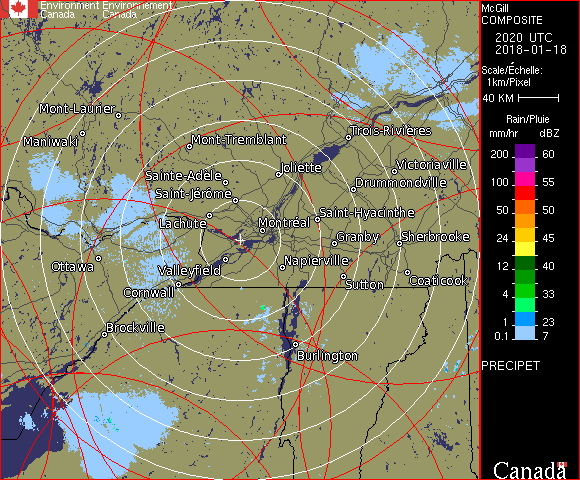 Environment Environnement
Canada Canada
McGill
COMPOSITE
2020 UTC
2018-01-18
Scale/Échelle:
1km/Pixel
40 KM
Rain/Pluie
mm/hr dBZ
200 60
100 55
50 50
24 45
12 40
4 33
1 23
0.1 7
PRECIPET
Canada
Mont-Laurier
Maniwaki
Mont-Tremblant
Trois-Rivières
Sainte-Adèle
Joliette
Victoriaville
Saint-Jérôme
Drummondville
Lachute
Saint-Hyacinthe
Montréal
Granby
Sherbrooke
Ottawa
Valleyfield
Napierville
Cornwall
Sutton
Coaticook
Brockville
Burlington